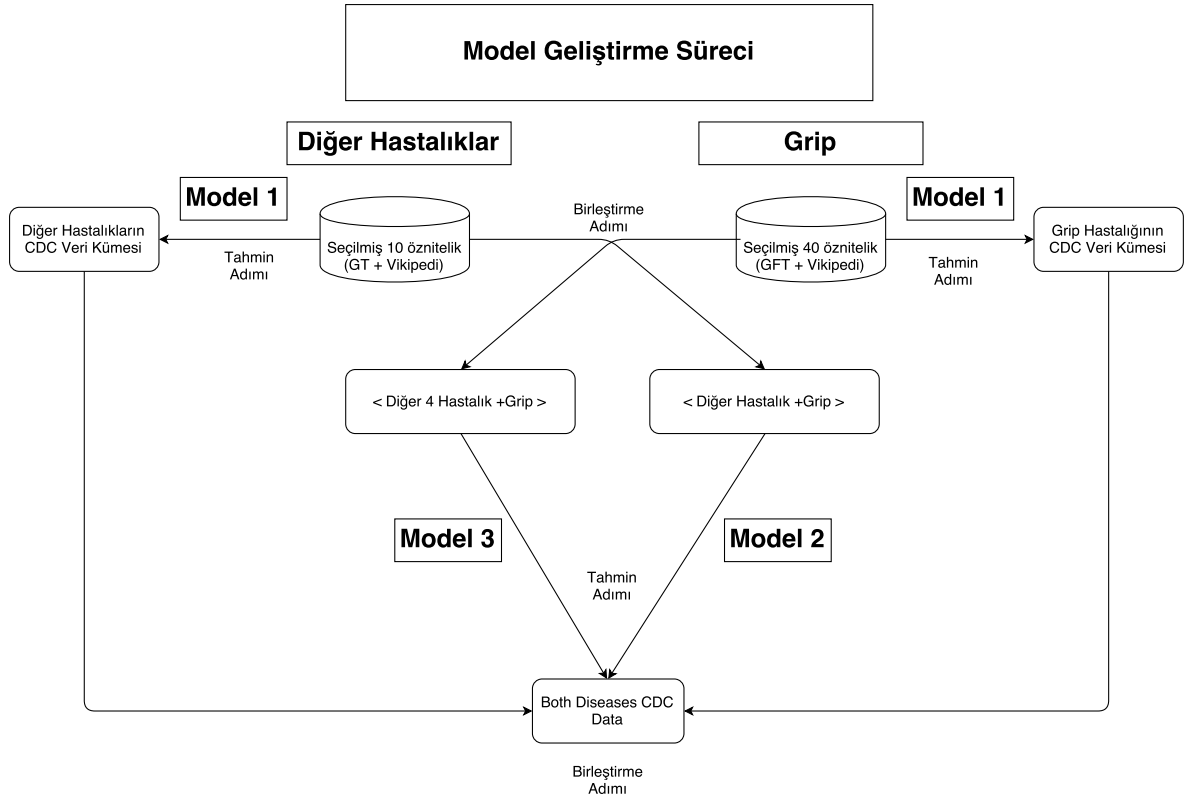 Model Geliştirme Süreci
Diğer Hastalıklar
Grip
Model 1
Model 1
Diğer Hastalıkların
CDC Veri Kümesi
Tahmin
Adımı
Seçilmiş 10 öznitelik
(GT + Vikipedi)
Birleştirme
Adımı
Seçilmiş 40 öznitelik
(GFT + Vikipedi)
Tahmin
Adımı
Grip Hastalığının
CDC Veri Kümesi
< Diğer 4 Hastalık +Grip >
< Diğer Hastalık +Grip >
Model 3
Model 2
Tahmin
Adımı
Both Diseases CDC
Data
Birleştirme
Adımı